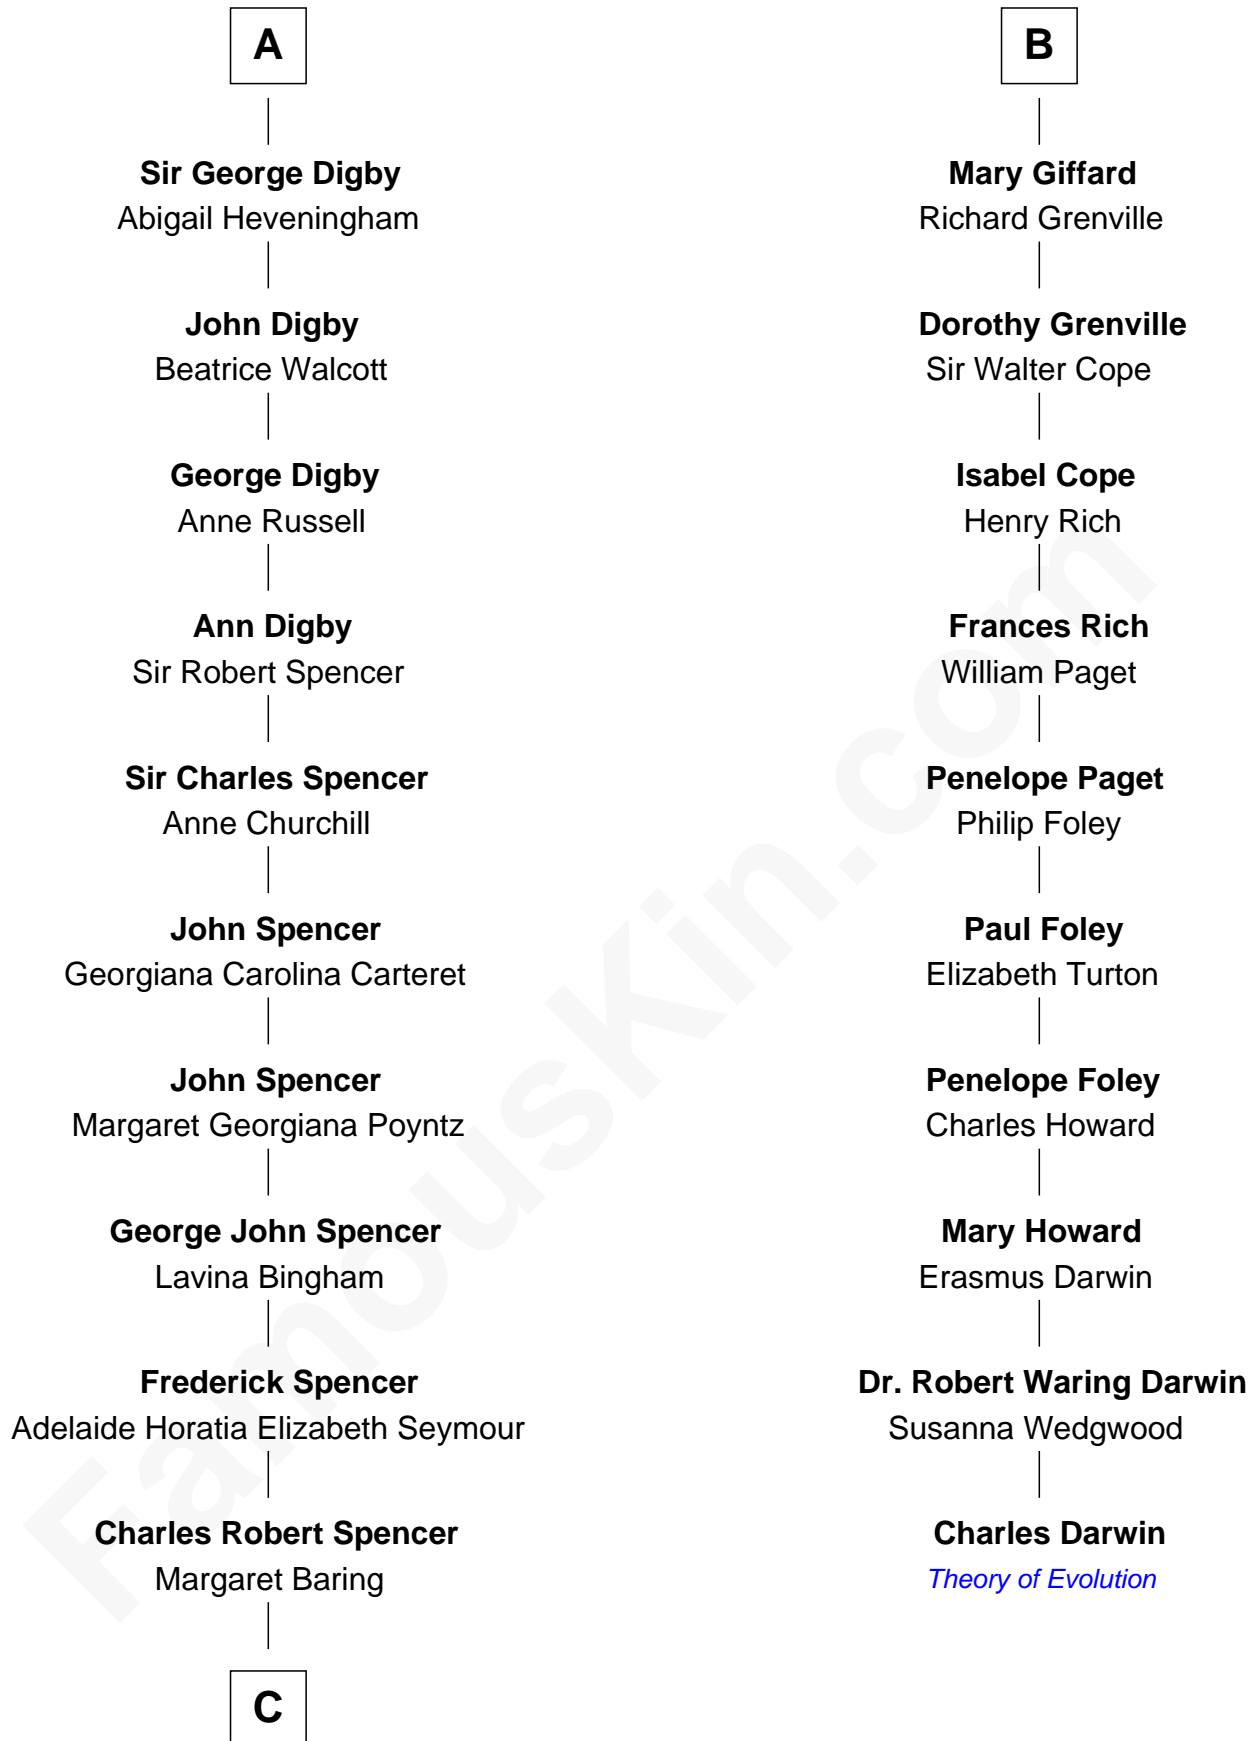 A
Sir George Digby
Abigail Heveningham
John Digby
Beatrice Walcott
George Digby
Anne Russell
Ann Digby
Sir Robert Spencer
Sir Charles Spencer
Anne Churchill
John Spencer
Georgiana Carolina Carteret
John Spencer
Margaret Georgiana Poyntz
George John Spencer
Lavina Bingham
Frederick Spencer
Adelaide Horatia Elizabeth Seymour
Charles Robert Spencer
Margaret Baring
C
B
Mary Giffard
Richard Grenville
Dorothy Grenville
Sir Walter Cope
Isabel Cope
Henry Rich
Frances Rich
William Paget
Penelope Paget
Philip Foley
Paul Foley
Elizabeth Turton
Penelope Foley
Charles Howard
Mary Howard
Erasmus Darwin
Dr. Robert Waring Darwin
Susanna Wedgwood
Charles Darwin
Theory of Evolution
FamousKin.com